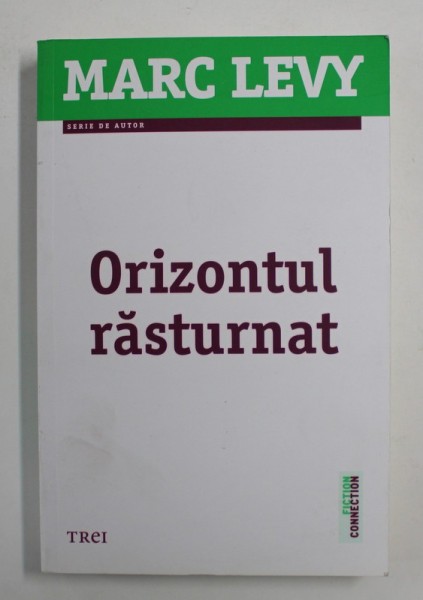 MARC LEVY
SERIE DE AUTOR
Orizontul
răsturnat
FICTION
CONNECTION
TREI